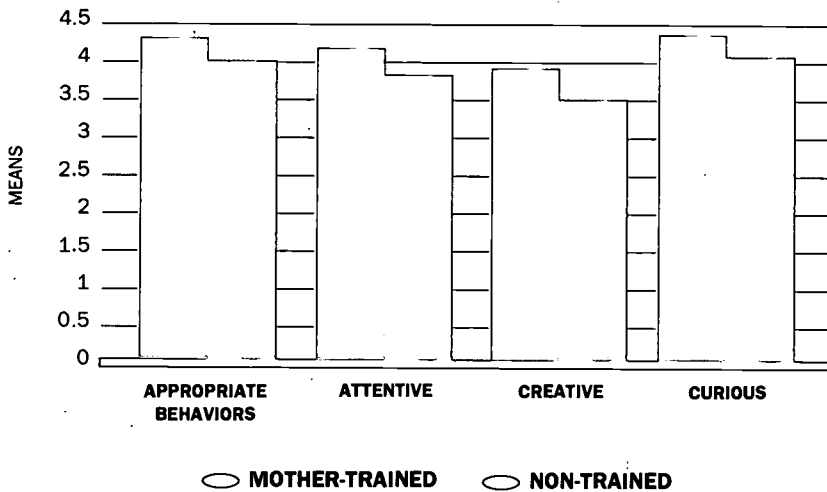 4.5
4
3.5
3
2.5
2
1.5
1
0.5
0
MEANS
APPROPRIATE BEHAVIORS
ATTENTIVE
CREATIVE
CURIOUS
MOTHER-TRAINED
NON-TRAINED